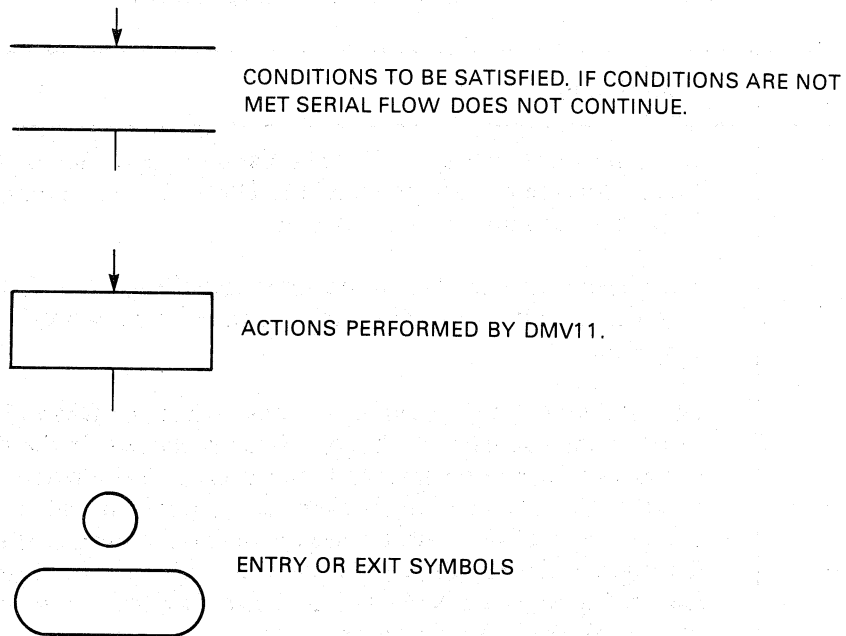 CONDITIONS TO BE SATISFIED. IF CONDITIONS ARE NOT
MET SERIAL FLOW DOES NOT CONTINUE.
ACTIONS PERFORMED BY DMV11.
ENTRY OR EXIT SYMBOLS